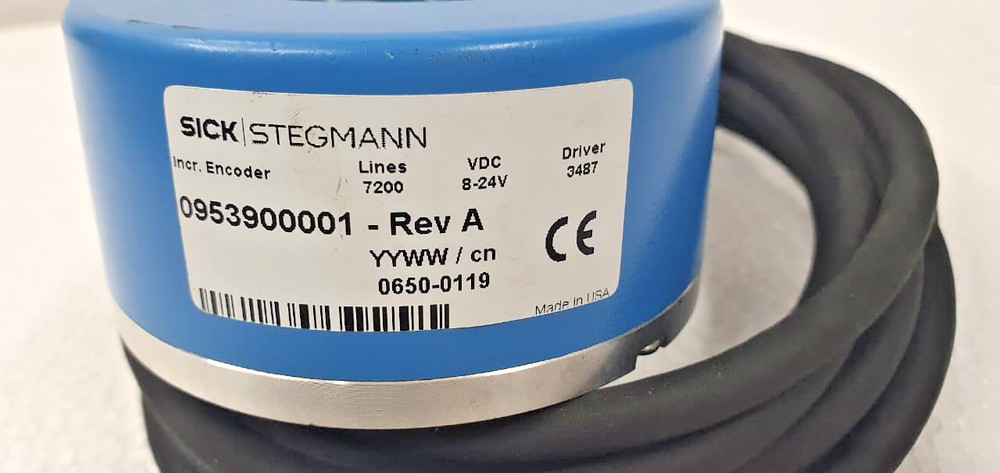 SICK|STEGMANN
Incr. Encoder Lines VDC Driver
7200 8-24V 3487
0953900001 - Rev A
YYWW / cn
0650-0119
Made in USA